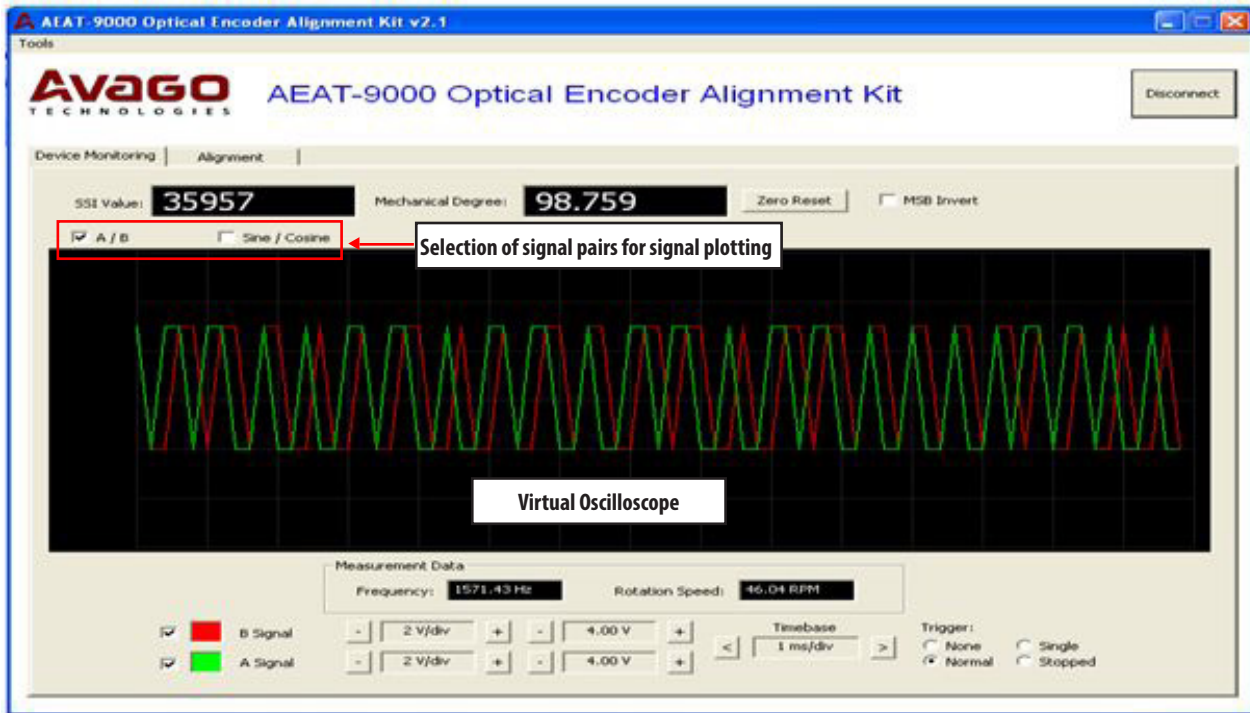 AEAT-9000 Optical Encoder Alignment Kit v2.1
Tools
Avago
TECHNOLOGIES
AEAT-9000 Optical Encoder Alignment Kit
Disconnect
Device Monitoring
Alignment
SSI Value: 35957
Mechanical Degree: 98.759
Zero Reset
MSB Invert
A / B
Sine / Cosine
Selection of signal pairs for signal plotting
Virtual Oscilloscope
Measurement Data
Frequency: 1571.43 Hz
Rotation Speed: 46.04 RPM
B Signal
- 2 V/div +
- 4.00 V +
A Signal
- 2 V/div +
- 4.00 V +
Timebase
< 1 ms/div >
Trigger:
None
Single
Normal
Stopped